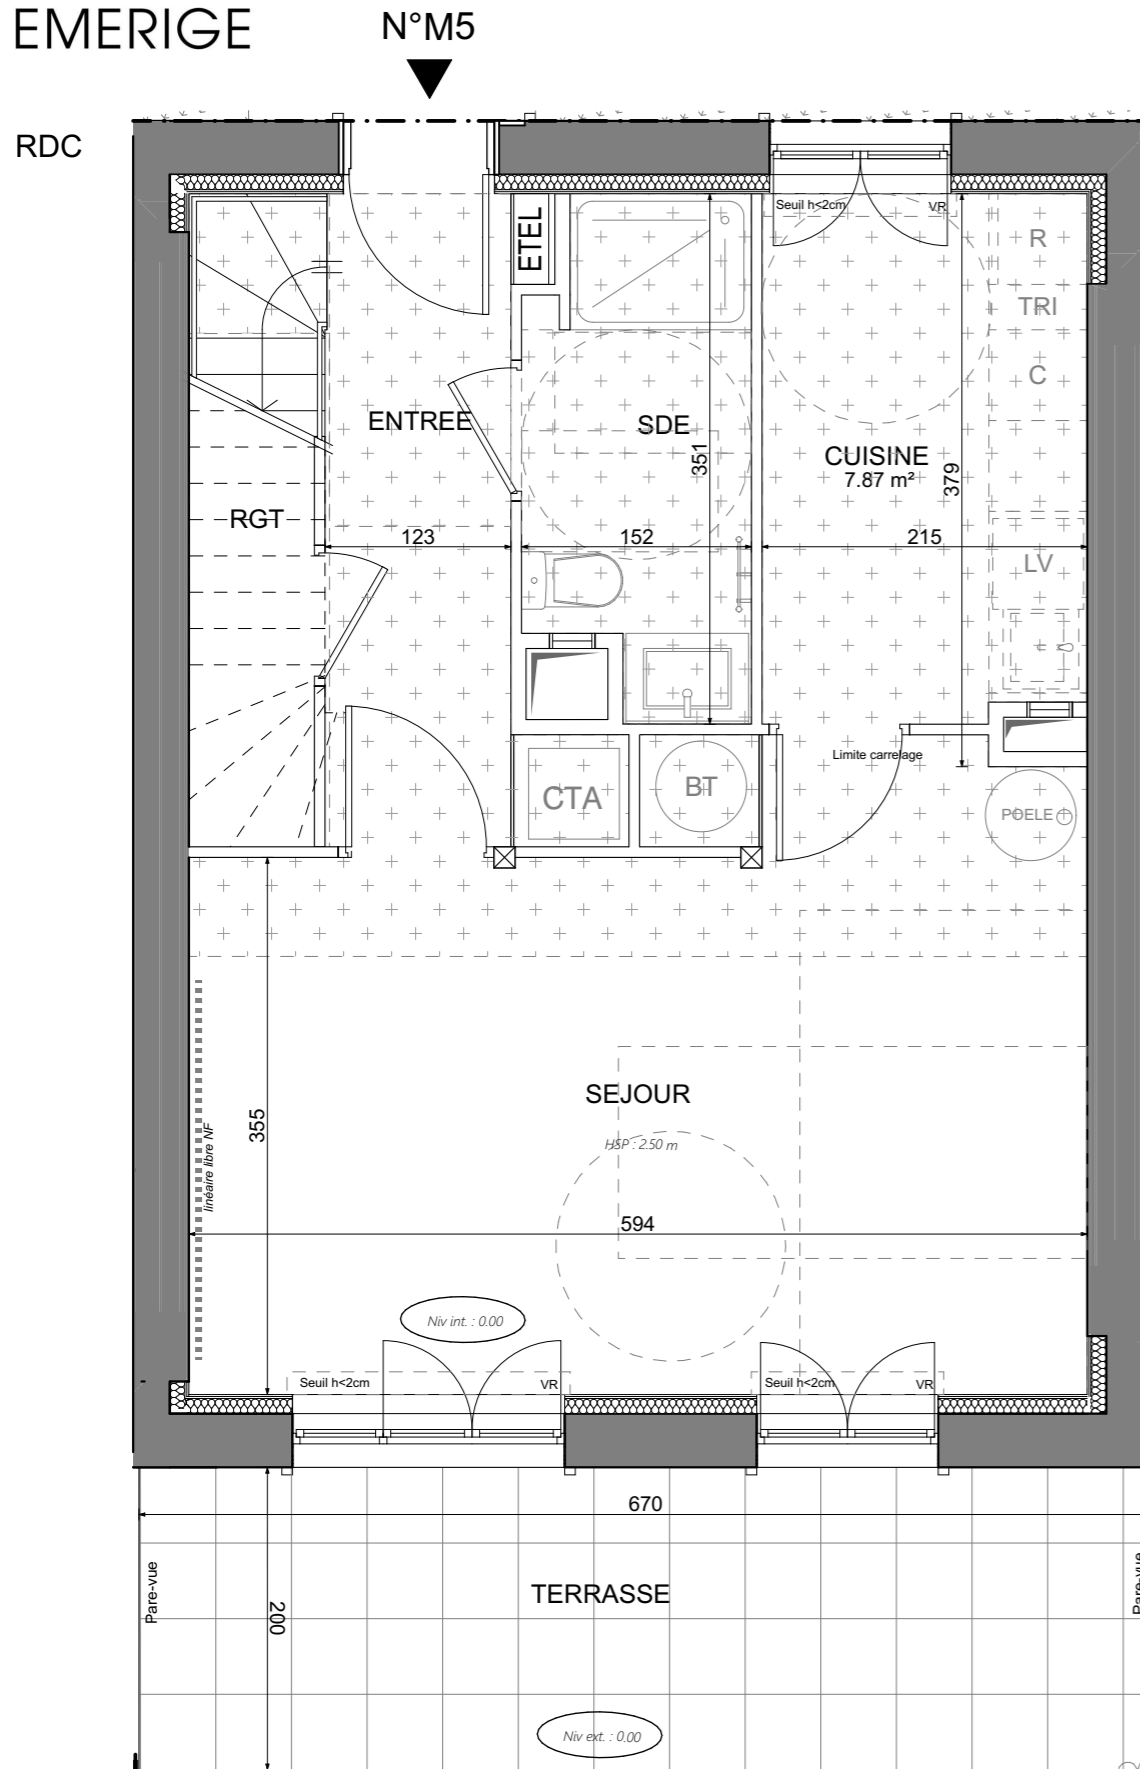 EMERIGE
N°M5
RDC
ETEL
Seuil h<2cm
VR
R
TRI
C
ENTREE
SDE
351
CUISINE
7.87 m²
379
RGT
123
152
215
LV
Limite carrelage
CTA
BT
POELE
SEJOUR
HSP : 2.50 m
355
linéaire libre NF
594
Niv int. : 0.00
Seuil h<2cm
VR
Seuil h<2cm
VR
670
Pare-vue
Pare-vue
TERRASSE
200
Niv ext. : 0.00